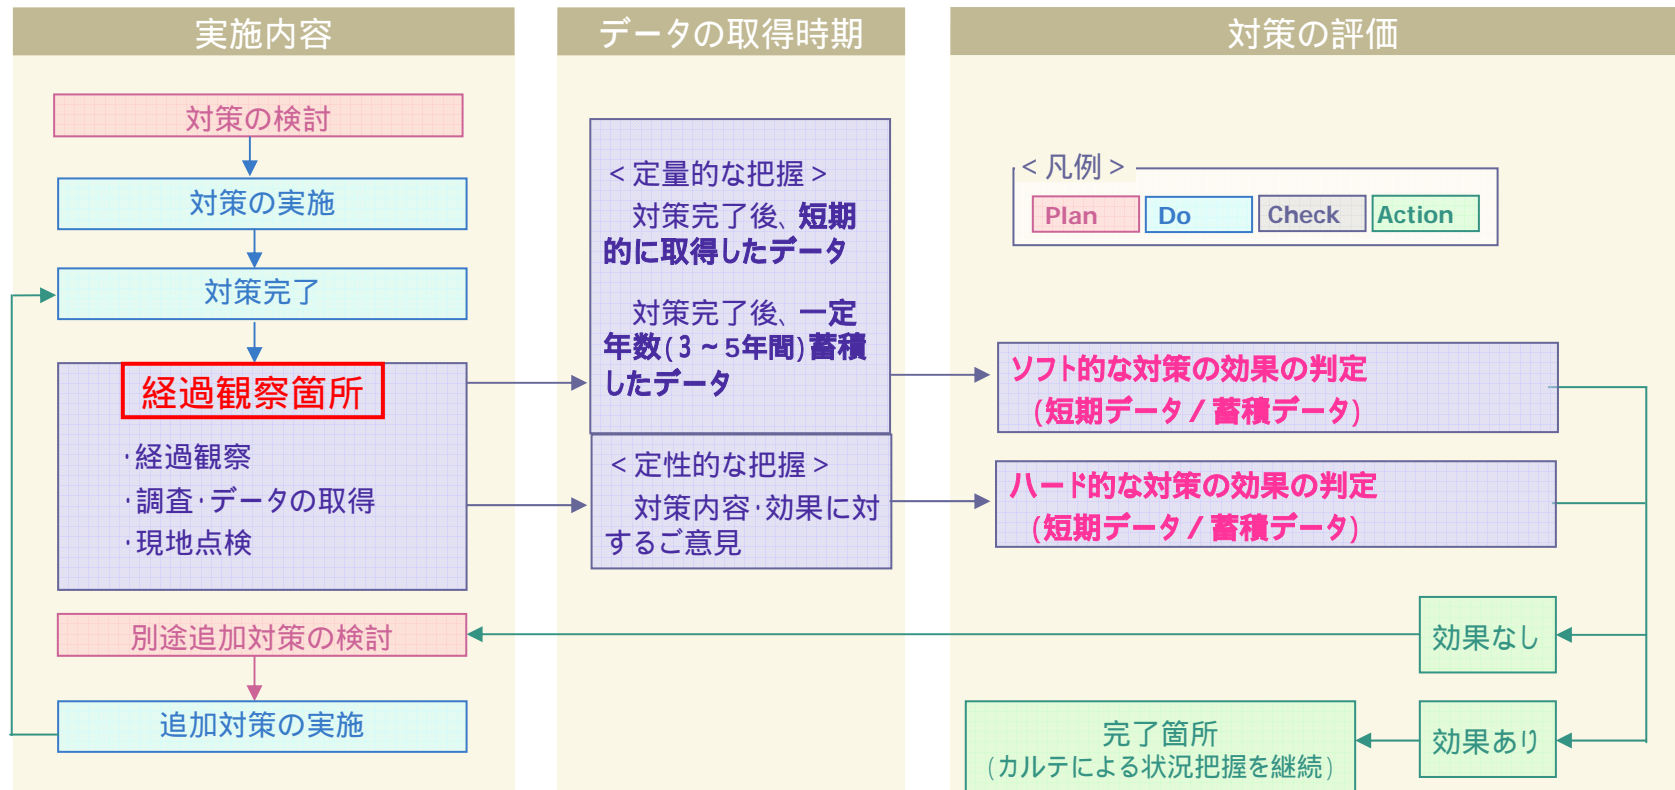 実施内容
対策の検討
対策の実施
対策完了
経過観察箇所
・経過観察
・調査・データの取得
・現地点検
別途追加対策の検討
追加対策の実施
データの取得時期
<定量的な把握>
対策完了後、短期
的に取得したデータ
対策完了後、一定
年数(3~5年間)蓄積
したデータ
<定性的な把握>
対策内容・効果に対
するご意見
対策の評価
<凡例>
Plan Do Check Action
ソフト的な対策の効果の判定
(短期データ/蓄積データ)
ハード的な対策の効果の判定
(短期データ/蓄積データ)
効果なし
効果あり
完了箇所
(カルテによる状況把握を継続)